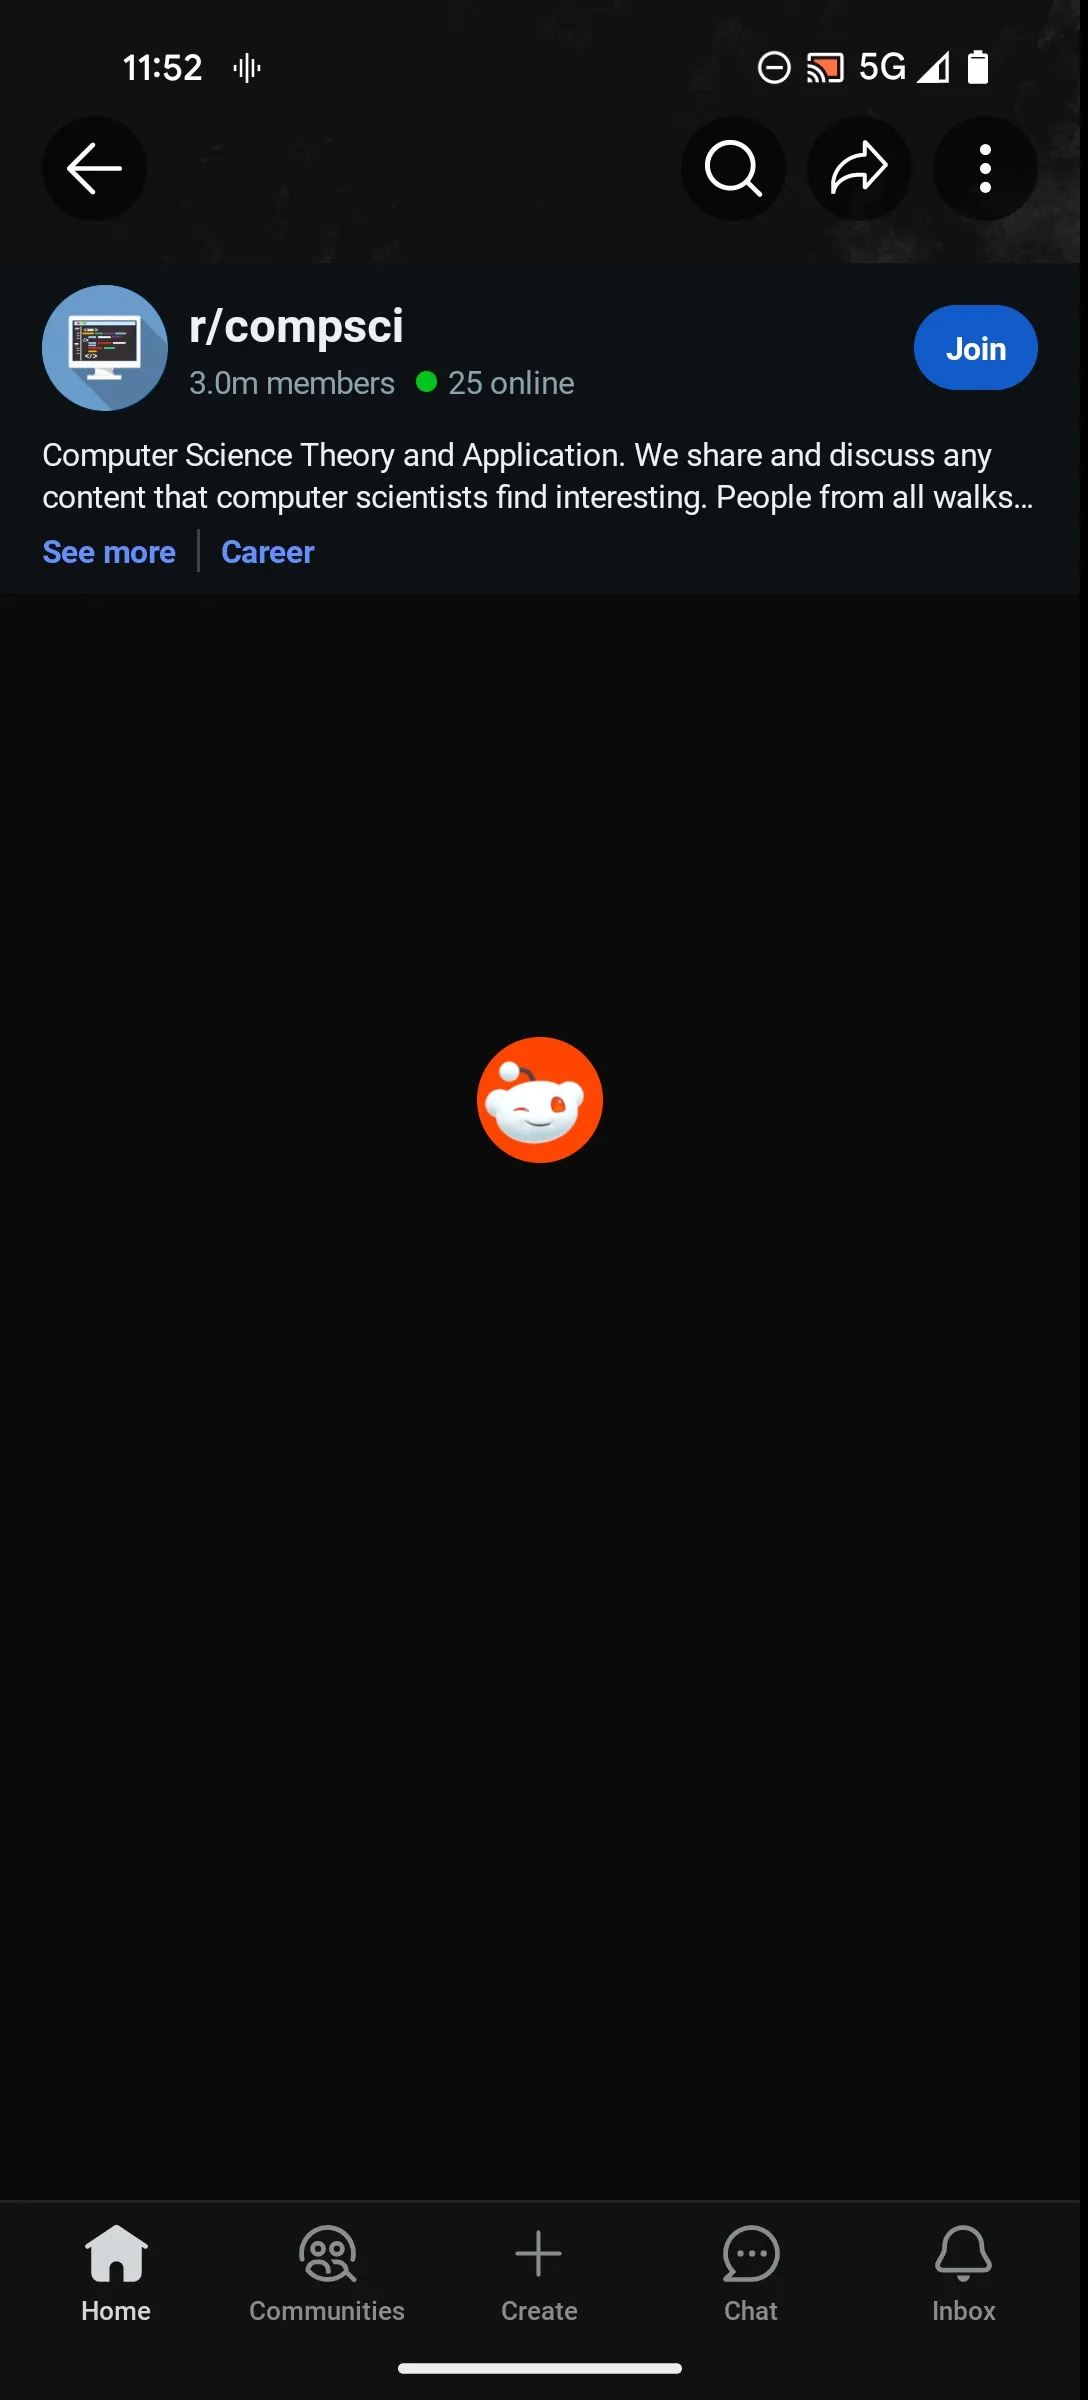 11:52
5G
r/compsci
3.0m members 25 online
Join
Computer Science Theory and Application. We share and discuss any
content that computer scientists find interesting. People from all walks...
See more
Career
Home
Communities
Create
Chat
Inbox